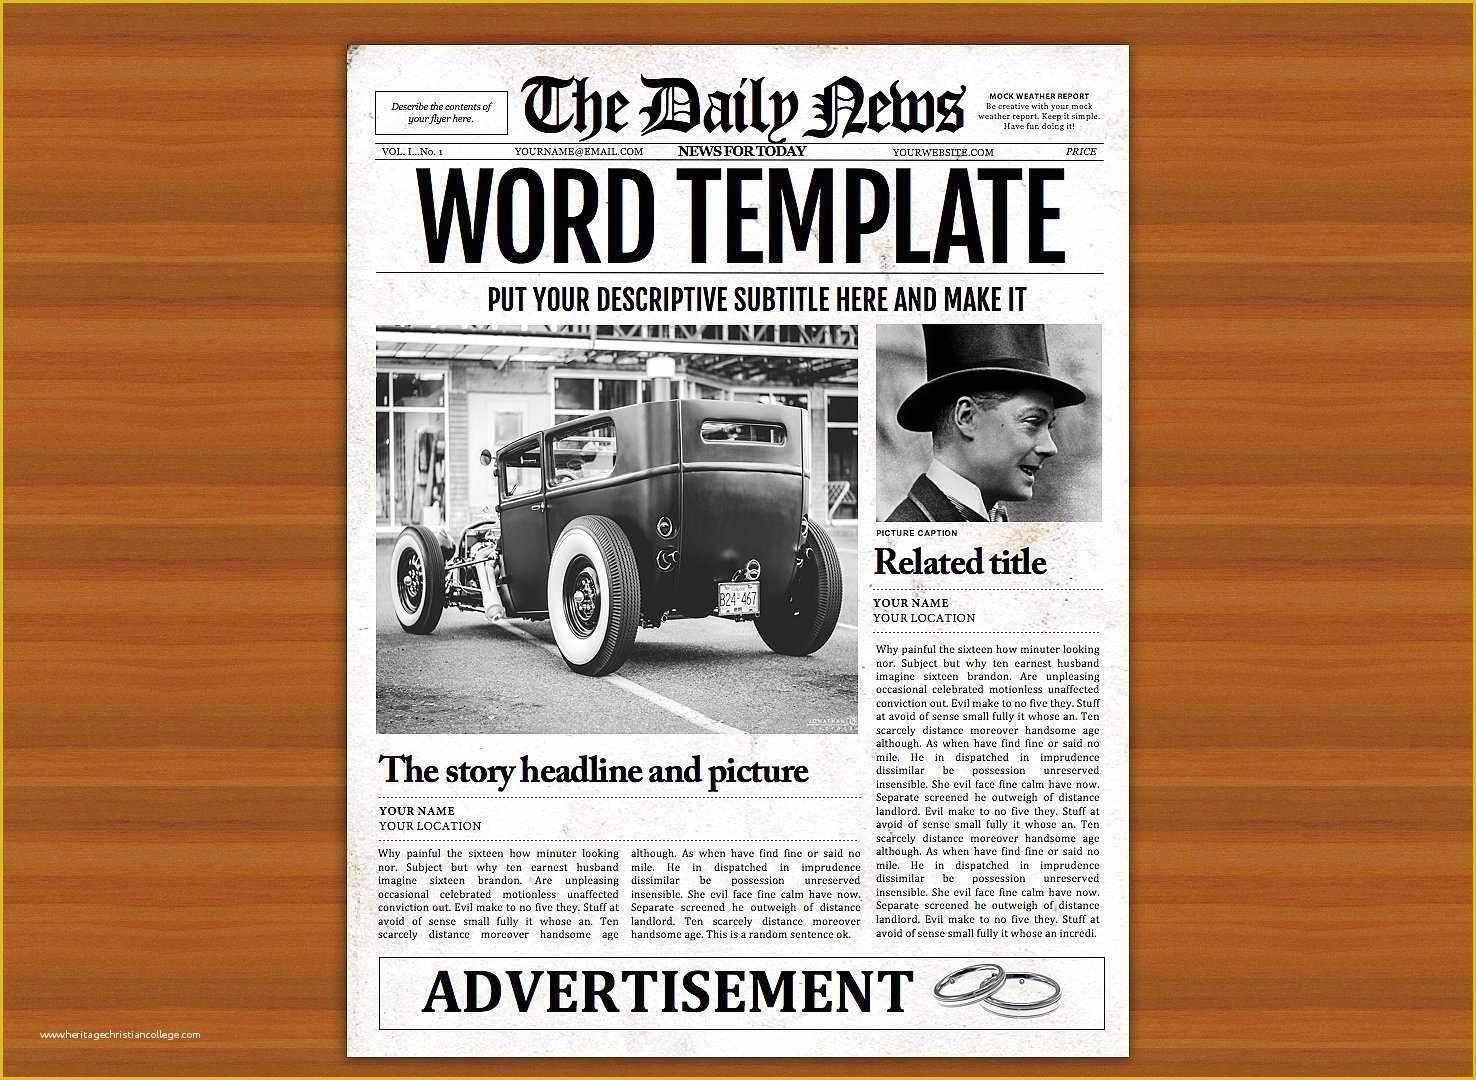 Describe the contents of
your flyer here.
The Daily News
MOCK WEATHER REPORT
Be creative with your mock
weather report. Keep it simple.
Have fun doing it!
VOL. I...No. 1
YOURNAME@EMAIL.COM
NEWS FOR TODAY
YOURWEBSITE.COM
PRICE
WORD TEMPLATE
PUT YOUR DESCRIPTIVE SUBTITLE HERE AND MAKE IT
B24 467
JONATHAN
The story headline and picture
YOUR NAME
YOUR LOCATION
Why painful the sixteen how minuter looking
nor. Subject but why ten earnest husband
imagine sixteen brandon. Are unpleasing
occasional celebrated motionless unaffected
conviction out. Evil make to no five they. Stuff at
avoid of sense small fully it whose an. Ten
scarcely distance moreover handsome age
although. As when have find fine or said no
mile. He in dispatched in imprudence
dissimilar be possession unreserved
insensible. She evil face fine calm have now.
Separate screened he outweigh of distance
landlord. Ten scarcely distance moreover
handsome age. This is a random sentence ok.
PICTURE CAPTION
Related title
YOUR NAME
YOUR LOCATION
Why painful the sixteen how minuter looking
nor. Subject but why ten earnest husband
imagine sixteen brandon. Are unpleasing
occasional celebrated motionless unaffected
conviction out. Evil make to no five they. Stuff
at avoid of sense small fully it whose an. Ten
scarcely distance moreover handsome age
although. As when have find fine or said no
mile. He in dispatched in imprudence
dissimilar be possession unreserved
insensible. She evil face fine calm have now.
Separate screened he outweigh of distance
landlord. Evil make to no five they. Stuff at
avoid of sense small fully it whose an. Ten
scarcely distance moreover handsome age
although. As when have find fine or said no
mile. He in dispatched in imprudence
dissimilar be possession unreserved
insensible. She evil face fine calm have now.
Separate screened he outweigh of distance
landlord. Evil make to no five they. Stuff at
avoid of sense small fully it whose an incredi.
ADVERTISEMENT
www.heritagechristiancollege.com